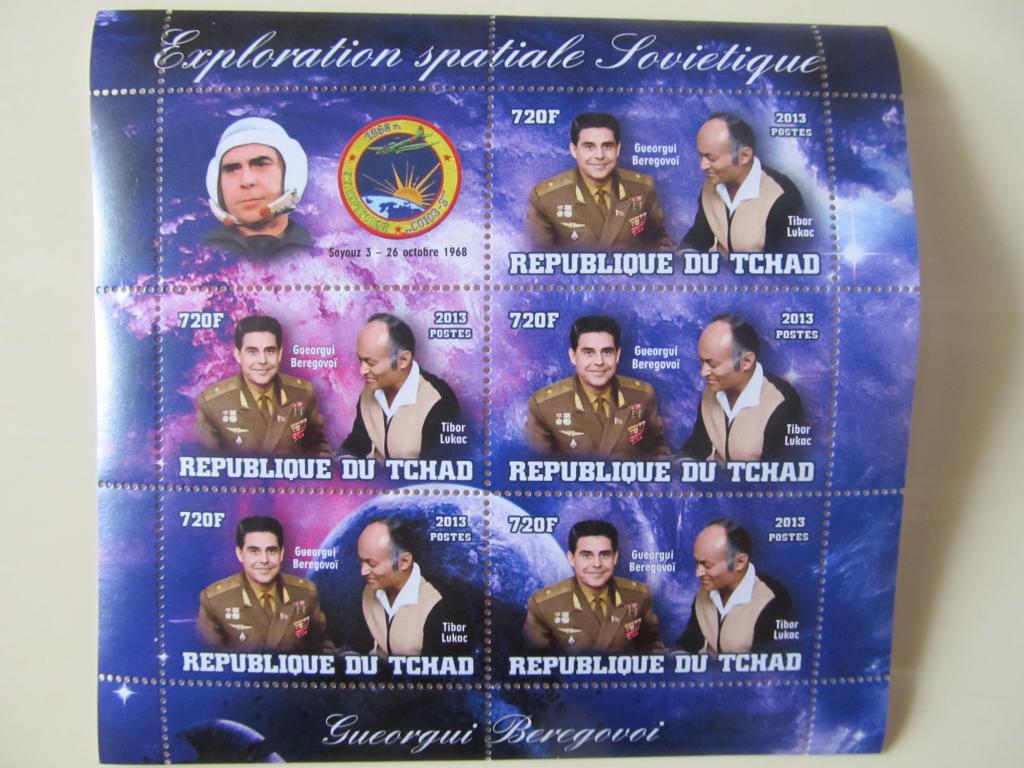 Exploration spatiale Sovietique
1968 г.
БЕРЕГОВОЙ
"СОЮЗ-3"
Soyouz 3 – 26 octobre 1968
720F
2013
POSTES
Gueorgui
Beregovoï
Tibor
Lukac
REPUBLIQUE DU TCHAD
720F
2013
POSTES
Gueorgui
Beregovoï
Tibor
Lukac
REPUBLIQUE DU TCHAD
720F
2013
POSTES
Gueorgui
Beregovoï
Tibor
Lukac
REPUBLIQUE DU TCHAD
720F
2013
POSTES
Gueorgui
Beregovoï
Tibor
Lukac
REPUBLIQUE DU TCHAD
720F
2013
POSTES
Gueorgui
Beregovoï
Tibor
Lukac
REPUBLIQUE DU TCHAD
Gueorgui Beregovoi